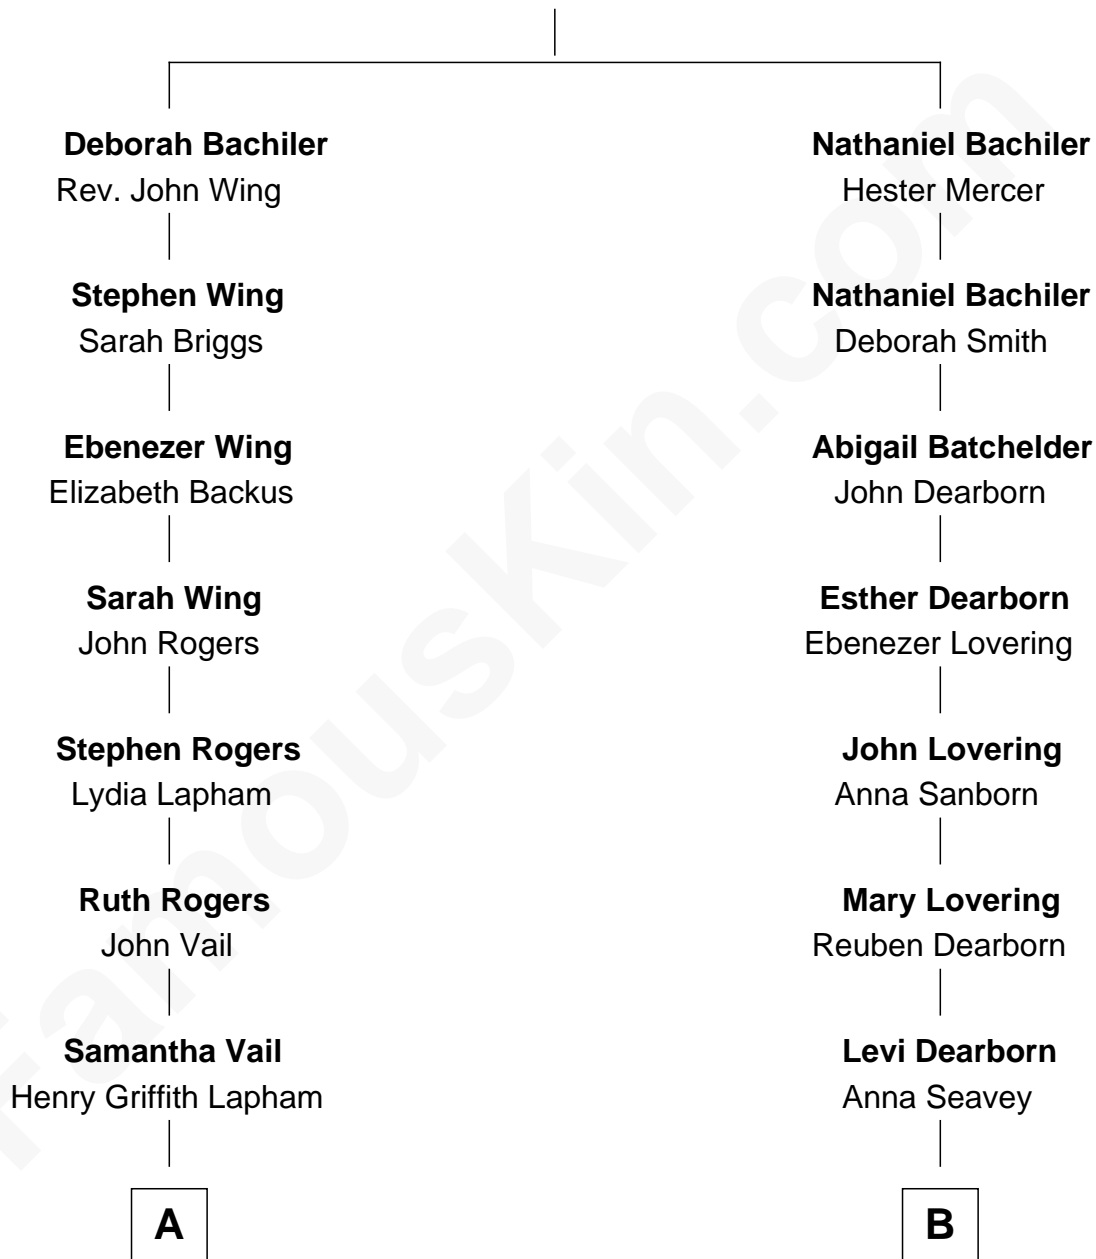 Deborah Bachiler
Rev. John Wing
Stephen Wing
Sarah Briggs
Ebenezer Wing
Elizabeth Backus
Sarah Wing
John Rogers
Stephen Rogers
Lydia Lapham
Ruth Rogers
John Vail
Samantha Vail
Henry Griffith Lapham
A
Nathaniel Bachiler
Hester Mercer
Nathaniel Bachiler
Deborah Smith
Abigail Batchelder
John Dearborn
Esther Dearborn
Ebenezer Lovering
John Lovering
Anna Sanborn
Mary Lovering
Reuben Dearborn
Levi Dearborn
Anna Seavey
B
FamousKin.com